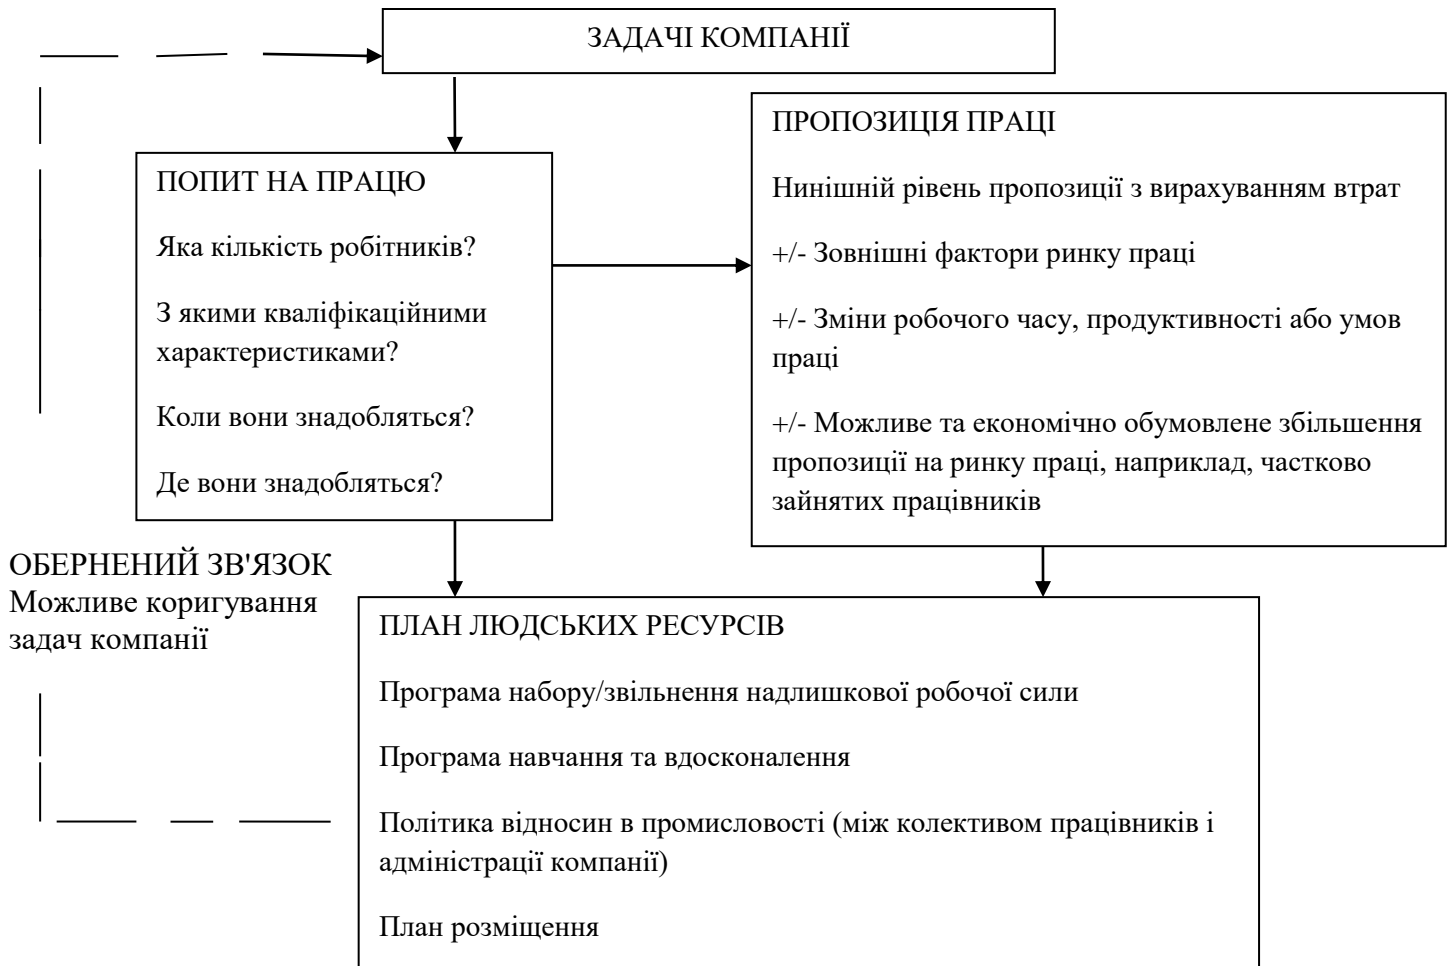 ЗАДАЧІ КОМПАНІЇ
ПОПИТ НА ПРАЦЮ
Яка кількість робітників?
З якими кваліфікаційними
характеристиками?
Коли вони знадобляться?
Де вони знадобляться?
ПРОПОЗИЦІЯ ПРАЦІ
Нинішній рівень пропозиції з вирахуванням втрат
+/- Зовнішні фактори ринку праці
+/- Зміни робочого часу, продуктивності або умов
праці
+/- Можливе та економічно обумовлене збільшення
пропозиції на ринку праці, наприклад, частково
зайнятих працівників
ОБЕРНЕНИЙ ЗВ'ЯЗОК
Можливе коригування
задач компанії
ПЛАН ЛЮДСЬКИХ РЕСУРСІВ
Програма набору/звільнення надлишкової робочої сили
Програма навчання та вдосконалення
Політика відносин в промисловості (між колективом працівників і
адміністрації компанії)
План розміщення